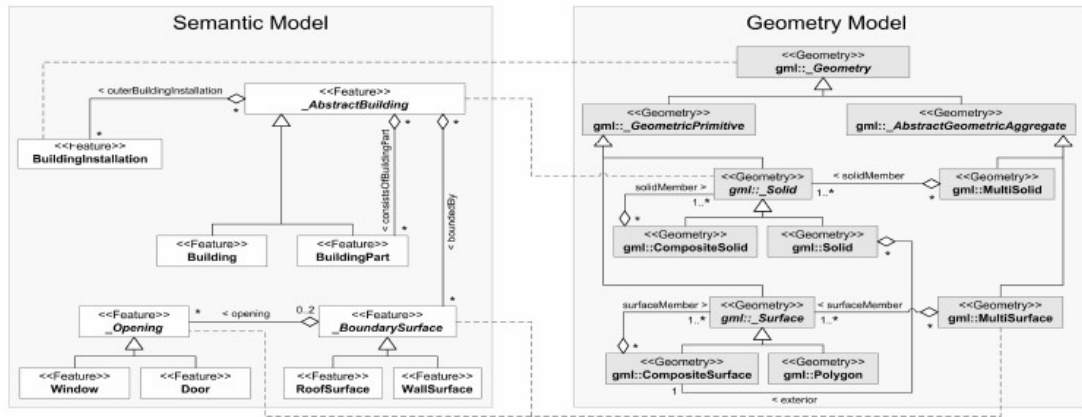 Semantic Model
<<Feature>>
_AbstractBuilding
< outerBuildingInstallation
*
*
*
*
<<Feature>>
BuildingInstallation
< consistsOfBuildingPart
*
< boundedBy
*
<<Feature>>
Building
<<Feature>>
BuildingPart
<<Feature>>
_Opening
*
< opening
0..2
<<Feature>>
_BoundarySurface
<<Feature>>
Window
<<Feature>>
Door
<<Feature>>
RoofSurface
<<Feature>>
WallSurface
Geometry Model
<<Geometry>>
gml::_Geometry
<<Geometry>>
gml::_GeometricPrimitive
<<Geometry>>
gml::_AbstractGeometricAggregate
<<Geometry>>
gml::_Solid
solidMember >
1..*
< solidMember
1..*
<<Geometry>>
gml::MultiSolid
*
*
<<Geometry>>
gml::CompositeSolid
<<Geometry>>
gml::Solid
*
<<Geometry>>
gml::_Surface
surfaceMember >
1..*
< surfaceMember
1..*
<<Geometry>>
gml::MultiSurface
*
*
<<Geometry>>
gml::CompositeSurface
<<Geometry>>
gml::Polygon
1
< exterior